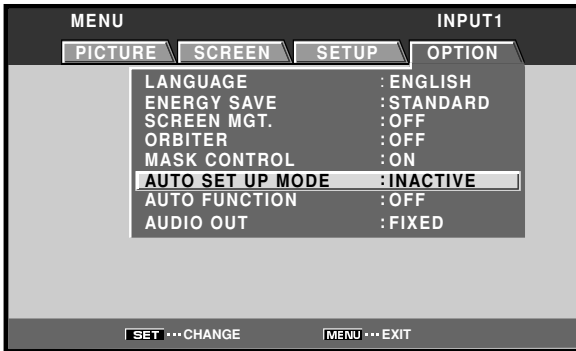 MENU INPUT1
PICTURE SCREEN SETUP OPTION
LANGUAGE :ENGLISH
ENERGY SAVE :STANDARD
SCREEN MGT. :OFF
ORBITER :OFF
MASK CONTROL :ON
AUTO SET UP MODE :INACTIVE
AUTO FUNCTION :OFF
AUDIO OUT :FIXED
SET ··· CHANGE MENU ··· EXIT